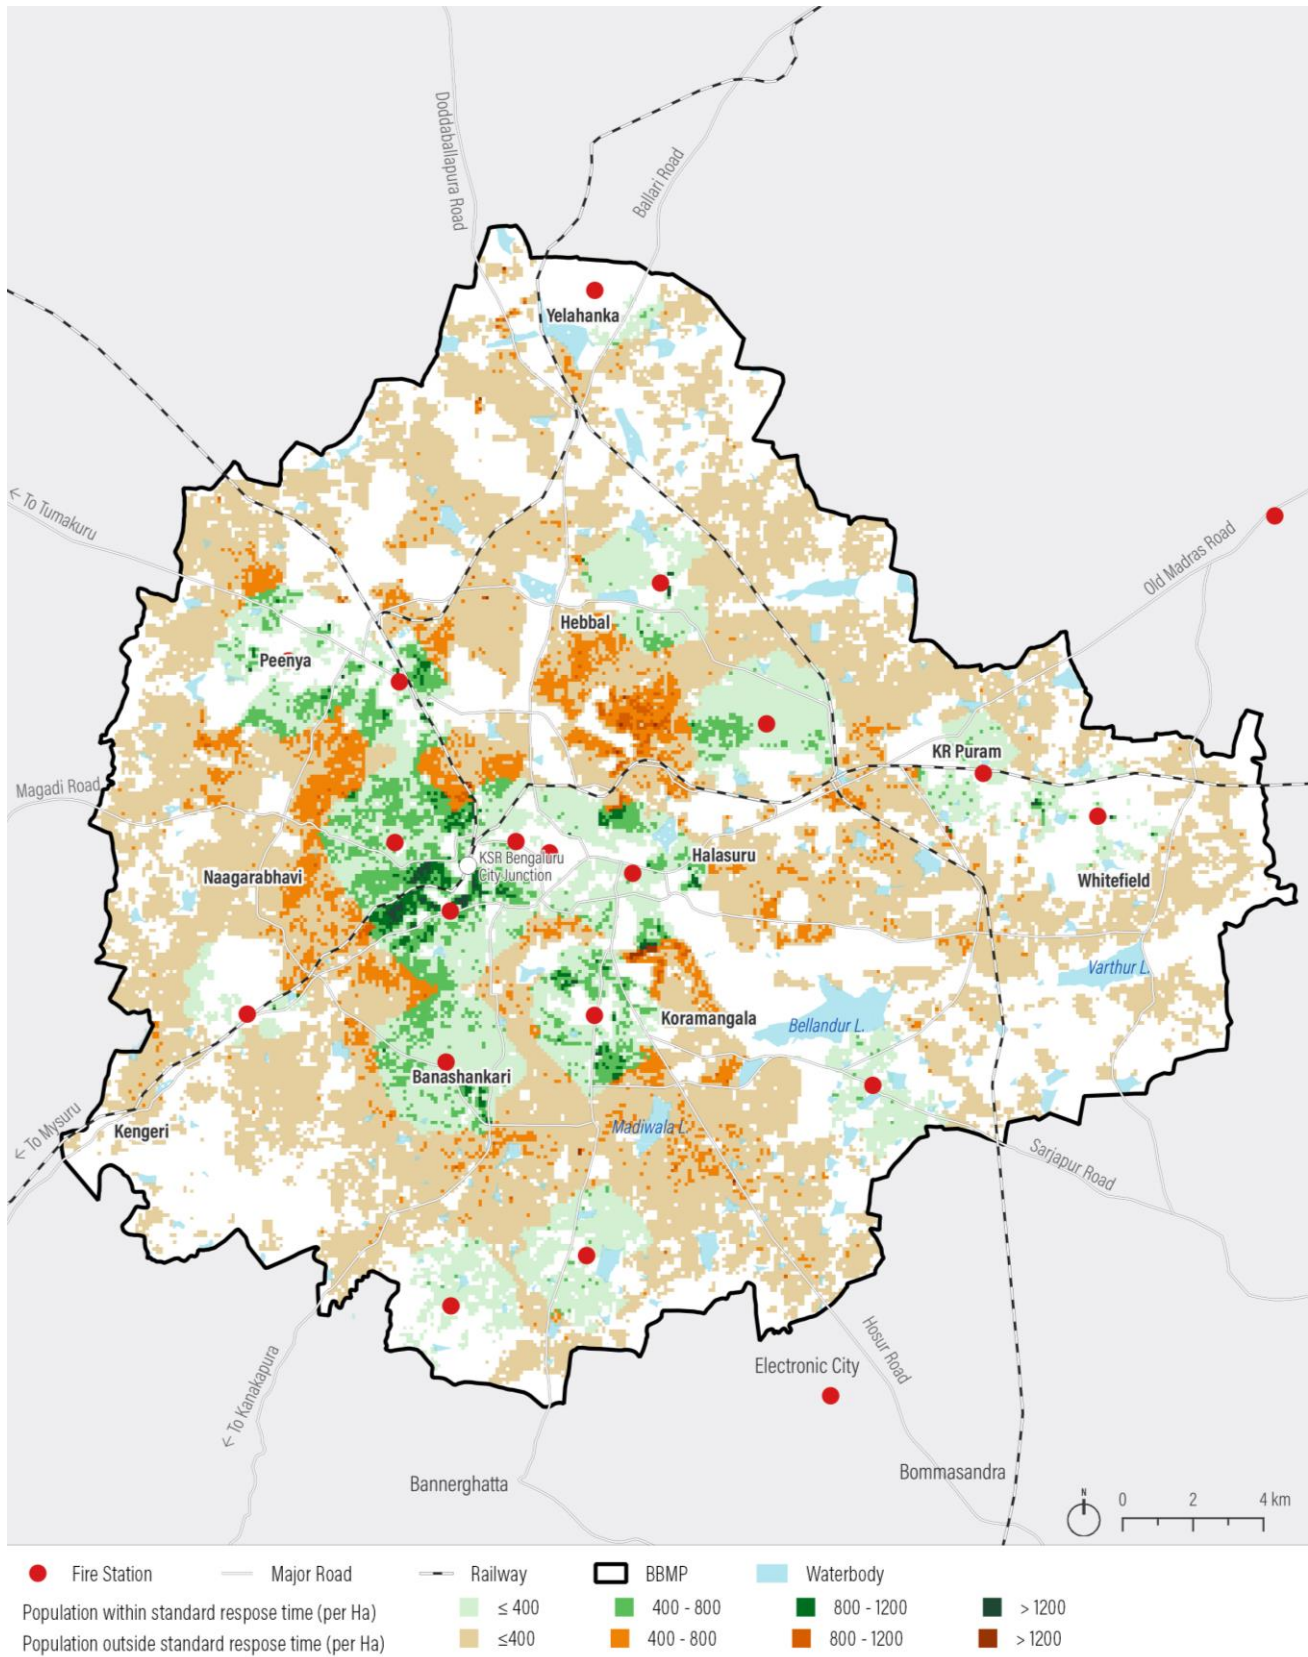 Doddaballapura Road
Ballari Road
Yelahanka
← To Tumakuru
Old Madras Road
Hebbal
Peenya
KR Puram
Magadi Road
KSR Bengaluru
City Junction
Halasuru
Naagarabhavi
Whitefield
Varthur L.
Koramangala
Bellandur L.
Banashankari
← To Mysuru
Kengeri
Madiwala L.
Sarjapur Road
Hosur Road
Electronic City
← To Kanakapura
Bannerghatta
Bommasandra
N
0 2 4 km
Fire Station Major Road Railway BBMP Waterbody
Population within standard respose time (per Ha) ≤ 400 400 - 800 800 - 1200 > 1200
Population outside standard respose time (per Ha) ≤400 400 - 800 800 - 1200 > 1200